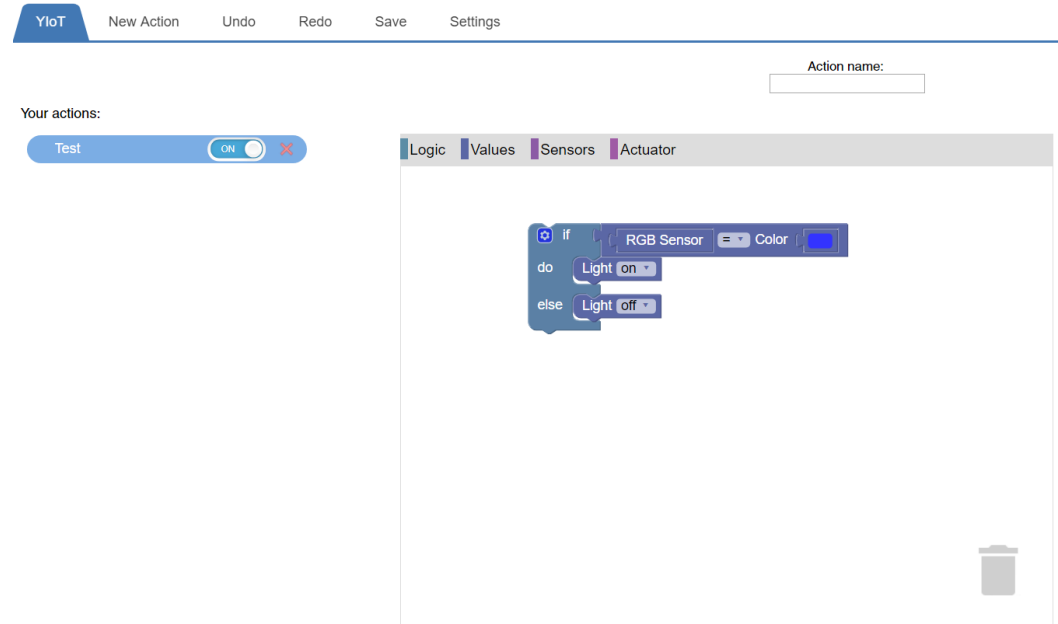 YIoT New Action Undo Redo Save Settings
Action name:
Your actions:
Test ON
Logic Values Sensors Actuator
if RGB Sensor = Color
do Light on
else Light off